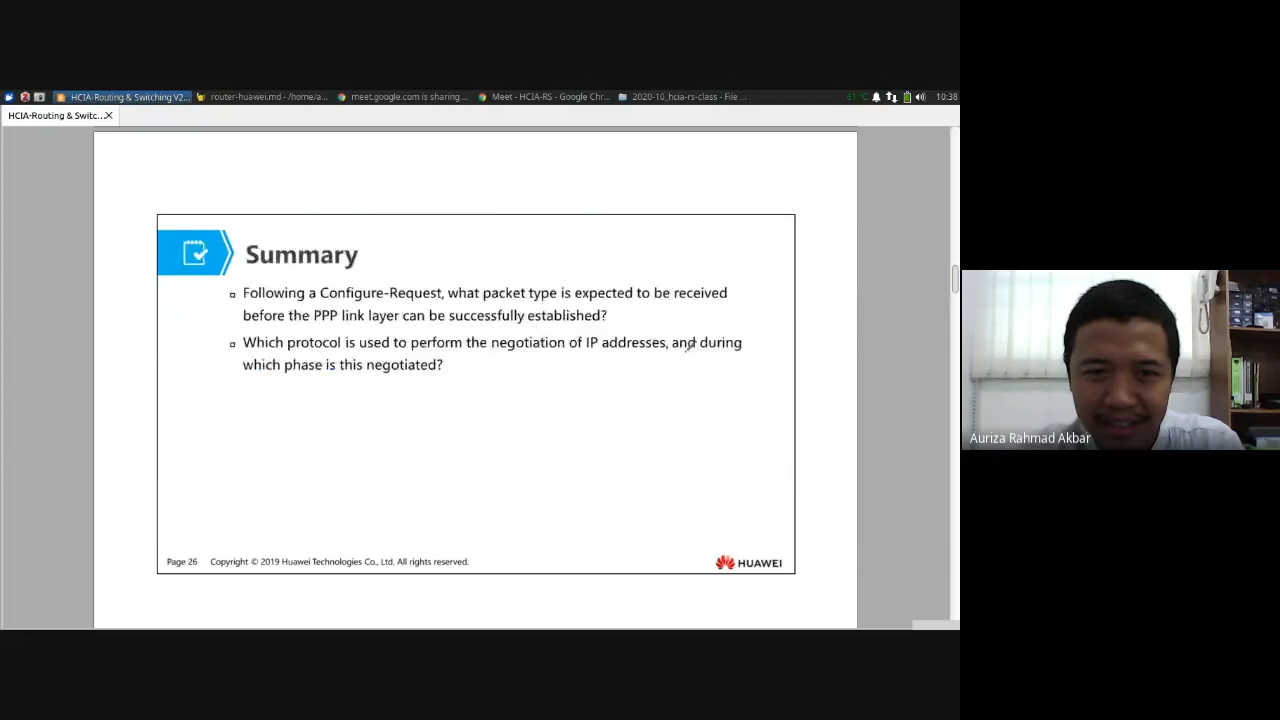 HCIA-Routing & Switching V2... router-huawei.md - /home/a... meet.google.com is sharing ... Meet - HCIA-RS - Google Chr... 2020-10_hcia-rs-class - File ... 61°C 10:38
HCIA-Routing & Switc...
Summary
Following a Configure-Request, what packet type is expected to be received
before the PPP link layer can be successfully established?
Which protocol is used to perform the negotiation of IP addresses, and during
which phase is this negotiated?
Auriza Rahmad Akbar
Page 26 Copyright © 2019 Huawei Technologies Co., Ltd. All rights reserved.
HUAWEI